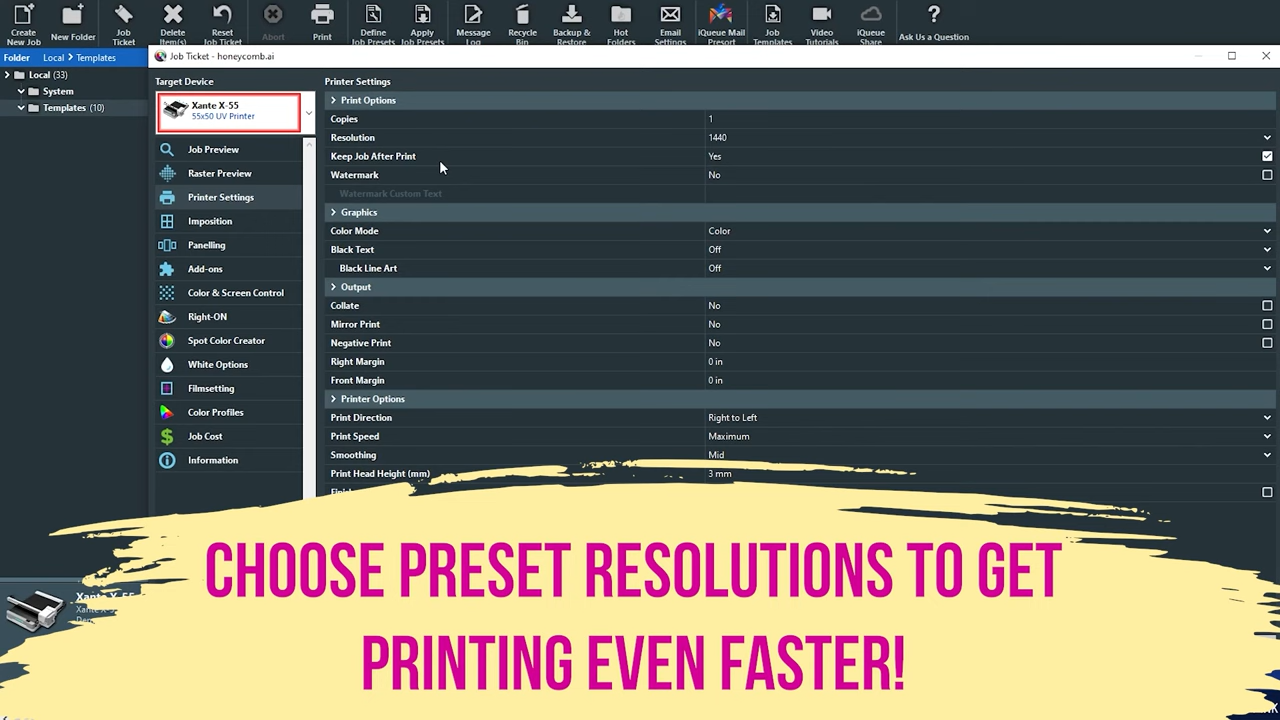 Create
New Job
New Folder
Job
Ticket
Delete
Item(s)
Reset
Job Ticket
Abort
Print
Define
Job Presets
Apply
Job Presets
Message
Log
Recycle
Bin
Backup &
Restore
Hot
Folders
Email
Settings
iQueue Mail
Presort
Job
Templates
Video
Tutorials
iQueue
Share
Ask Us a Question
Folder Local > Templates
Local (33)
System
Templates (10)
Job Ticket - honeycomb.ai
Target Device
Xante X-55
55x50 UV Printer
Job Preview
Raster Preview
Printer Settings
Imposition
Panelling
Add-ons
Color & Screen Control
Right-ON
Spot Color Creator
White Options
Filmsetting
Color Profiles
Job Cost
Information
Printer Settings
Print Options
Copies 1
Resolution 1440
Keep Job After Print Yes
Watermark No
Watermark Custom Text
Graphics
Color Mode Color
Black Text Off
Black Line Art Off
Output
Collate No
Mirror Print No
Negative Print No
Right Margin 0 in
Front Margin 0 in
Printer Options
Print Direction Right to Left
Print Speed Maximum
Smoothing Mid
Print Head Height (mm) 3 mm
Xante X-55
CHOOSE PRESET RESOLUTIONS TO GET
PRINTING EVEN FASTER!